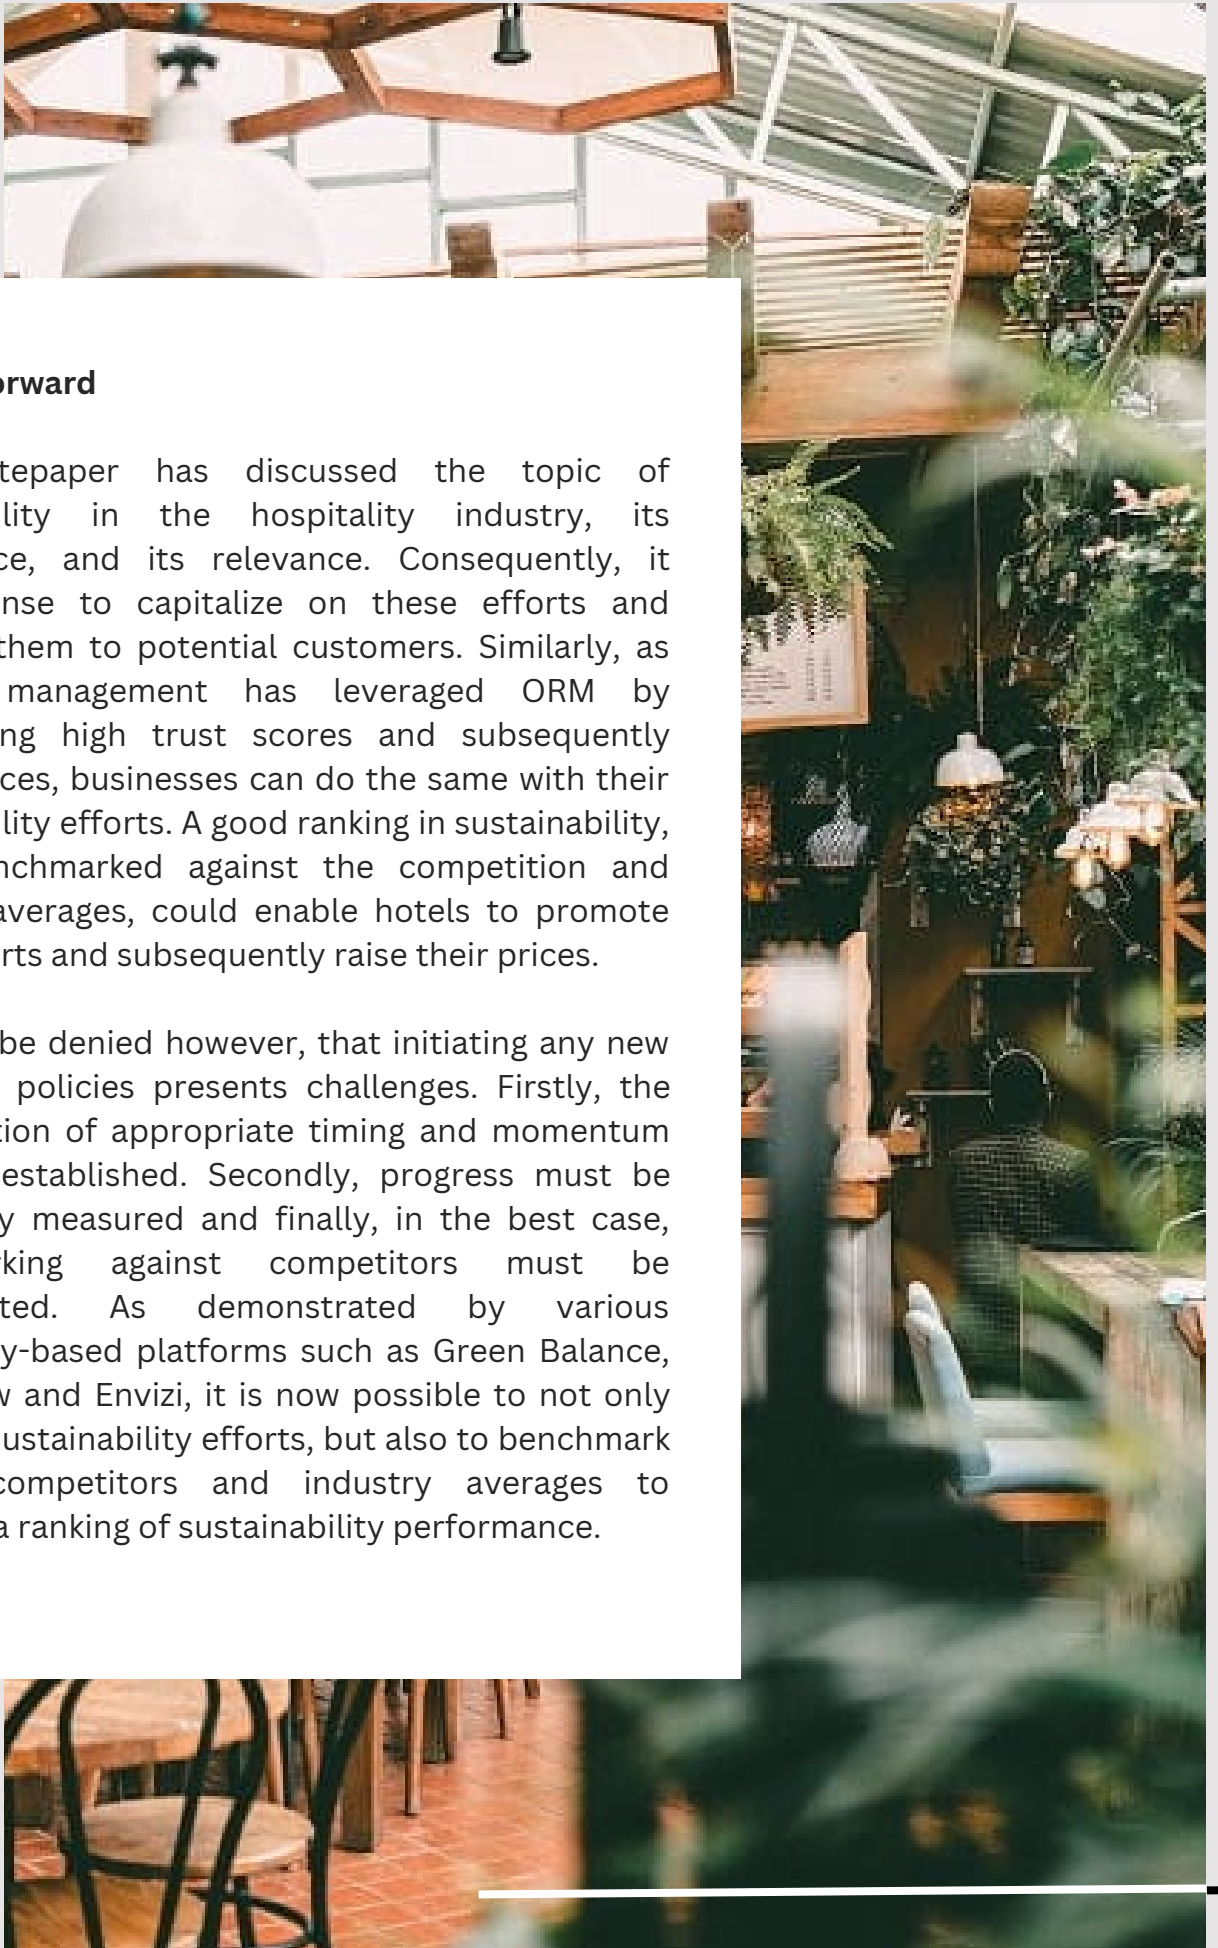 orward
tepaper has discussed the topic of
lity in the hospitality industry, its
ce, and its relevance. Consequently, it
nse to capitalize on these efforts and
them to potential customers. Similarly, as
management has leveraged ORM by
ng high trust scores and subsequently
ces, businesses can do the same with their
lity efforts. A good ranking in sustainability,
nchmarked against the competition and
averages, could enable hotels to promote
rts and subsequently raise their prices.
be denied however, that initiating any new
policies presents challenges. Firstly, the
tion of appropriate timing and momentum
established. Secondly, progress must be
y measured and finally, in the best case,
king against competitors must be
ted. As demonstrated by various
y-based platforms such as Green Balance,
w and Envizi, it is now possible to not only
ustainability efforts, but also to benchmark
competitors and industry averages to
a ranking of sustainability performance.